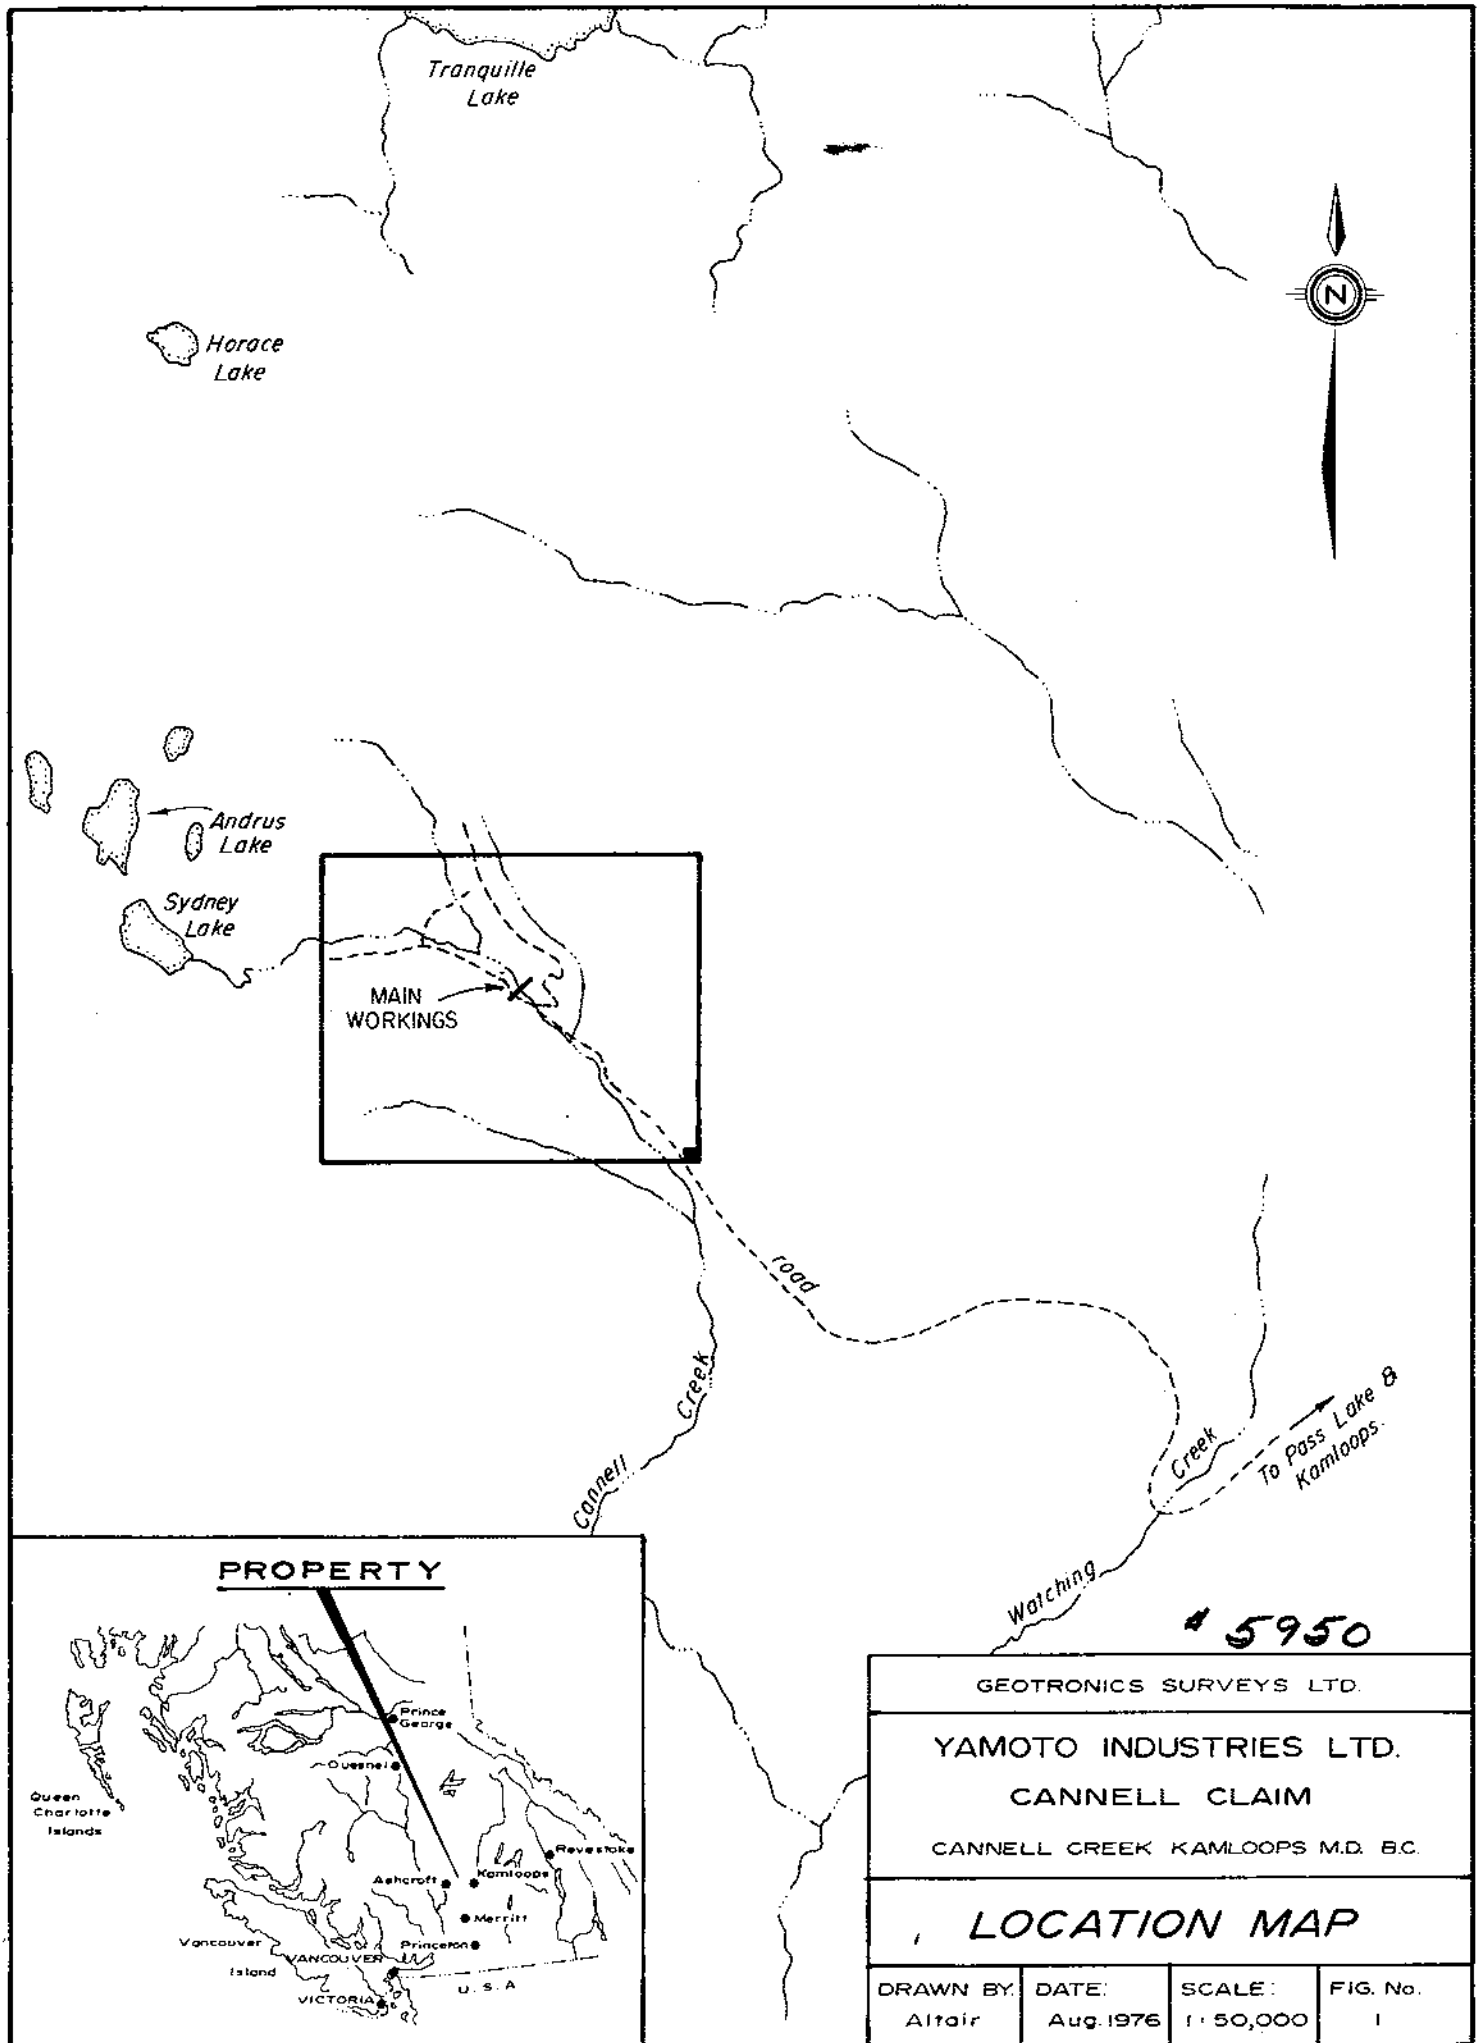 Tranquille
Lake
N
Horace
Lake
Andrus
Lake
Sydney
Lake
MAIN
WORKINGS
road
Cannell Creek
Watching Creek
To Pass Lake &
Kamloops.
PROPERTY
Prince
George
Quesnel
Queen
Charlotte
Islands
Revestoke
Ashcroft
Kamloops
Merritt
Princeton
Vancouver
Island
VANCOUVER
U.S.A
VICTORIA
# 5950
GEOTRONICS SURVEYS LTD.
YAMOTO INDUSTRIES LTD.
CANNELL CLAIM
CANNELL CREEK KAMLOOPS M.D. B.C.
LOCATION MAP
DRAWN BY:
Altair
DATE:
Aug. 1976
SCALE:
1:50,000
FIG. No.
1